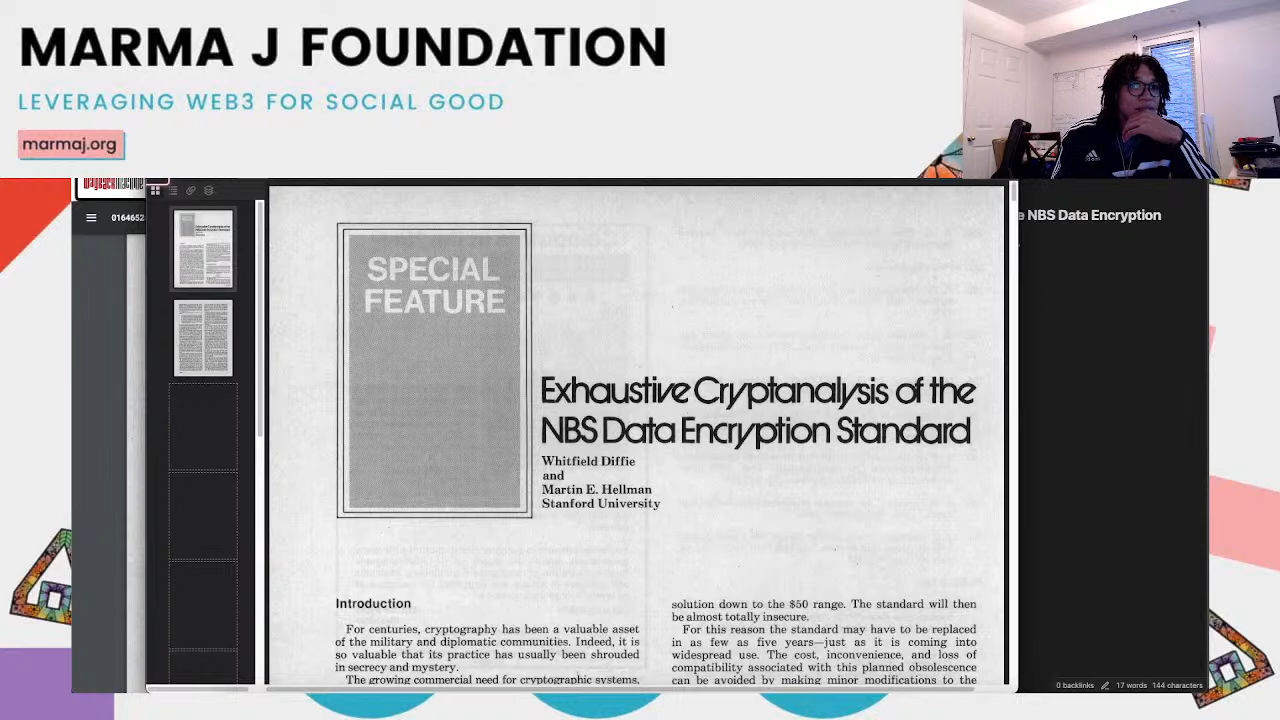 MARMA J FOUNDATION
LEVERAGING WEB3 FOR SOCIAL GOOD
marmaj.org
0164652
e NBS Data Encryption
SPECIAL
FEATURE
Exhaustive Cryptanalysis of the
NBS Data Encryption Standard
Whitfield Diffie
and
Martin E. Hellman
Stanford University
Introduction
For centuries, cryptography has been a valuable asset
of the military and diplomatic communities. Indeed, it is
so valuable that its practice has usually been shrouded
in secrecy and mystery.
The growing commercial need for cryptographic systems,
solution down to the $50 range. The standard will then
be almost totally insecure.
For this reason the standard may have to be replaced
in as few as five years—just as it is coming into
widespread use. The cost, inconvenience, and loss of
compatibility associated with this planned obsolescence
can be avoided by making minor modifications to the
0 backlinks
17 words
144 characters